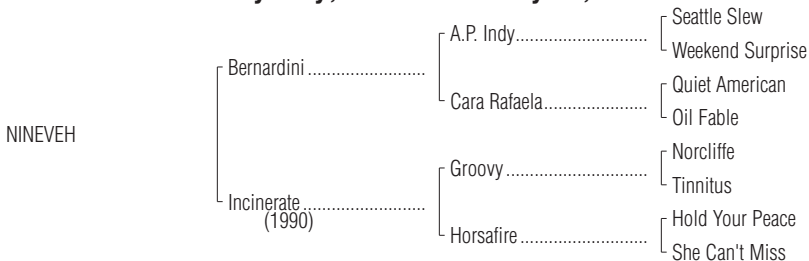 Seattle Slew
A.P. Indy
Weekend Surprise
Bernardini
Quiet American
Cara Rafaela
Oil Fable
NINEVEH
Norcliffe
Groovy
Tinnitus
Incinerate
(1990)
Hold Your Peace
Horsafire
She Can't Miss